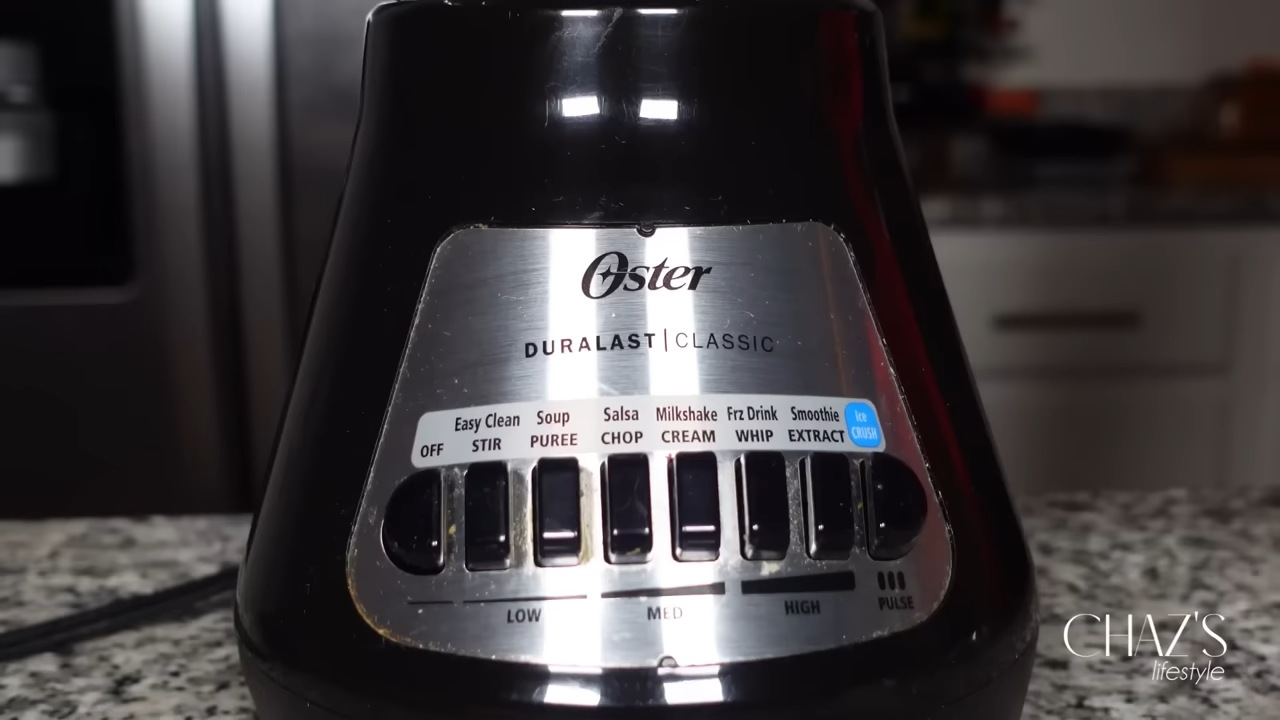 Oster
DURALAST | CLASSIC
Easy Clean Soup Salsa Milkshake Frz Drink Smoothie Ice
OFF STIR PUREE CHOP CREAM WHIP EXTRACT CRUSH
LOW MED HIGH PULSE
CHAZ'S
lifestyle